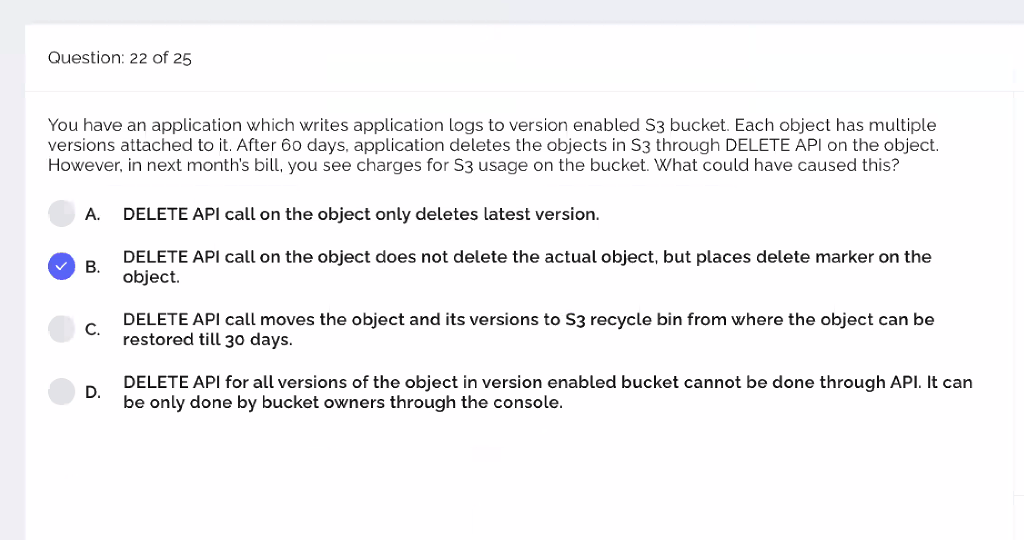 Question: 22 of 25
You have an application which writes application logs to version enabled S3 bucket. Each object has multiple
versions attached to it. After 60 days, application deletes the objects in S3 through DELETE API on the object.
However, in next month's bill, you see charges for S3 usage on the bucket. What could have caused this?
A. DELETE API call on the object only deletes latest version.
B. DELETE API call on the object does not delete the actual object, but places delete marker on the
object.
C. DELETE API call moves the object and its versions to S3 recycle bin from where the object can be
restored till 30 days.
D. DELETE API for all versions of the object in version enabled bucket cannot be done through API. It can
be only done by bucket owners through the console.